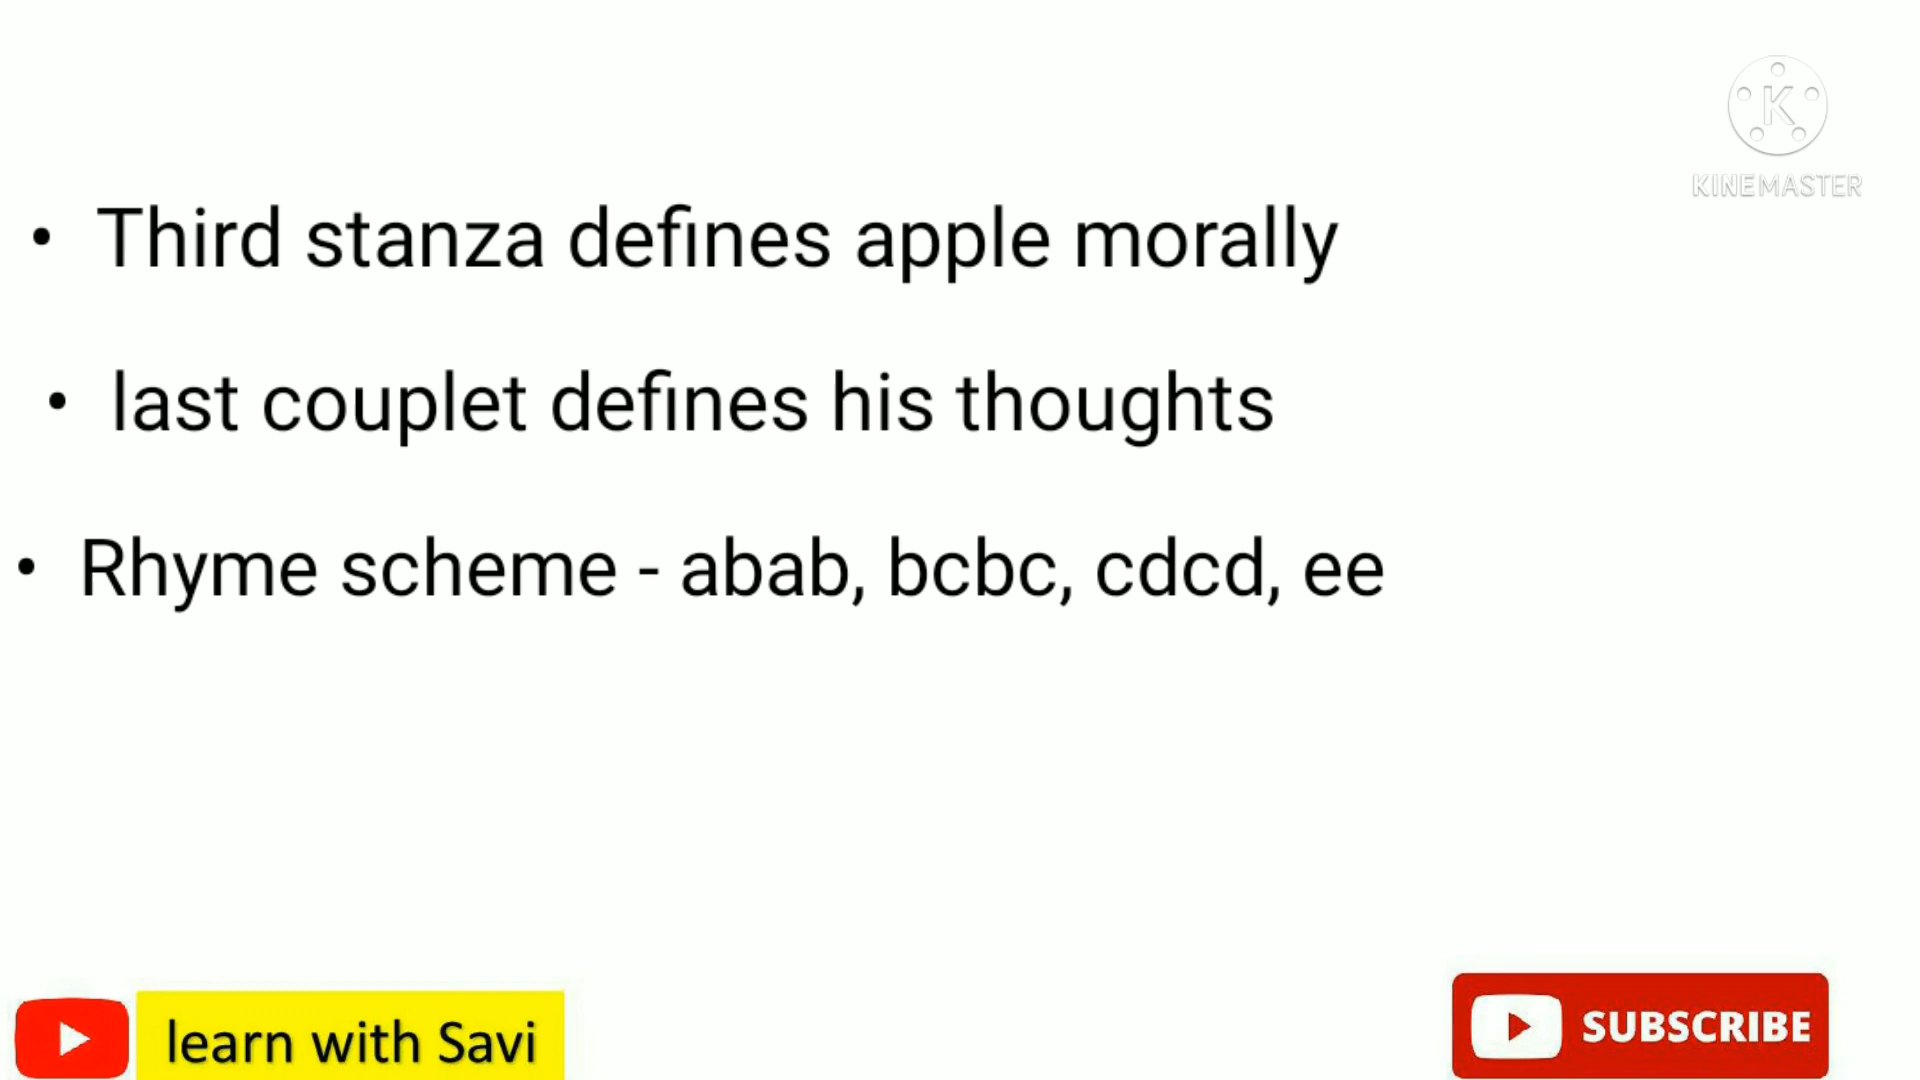 K
KINEMASTER
• Third stanza defines apple morally
• last couplet defines his thoughts
• Rhyme scheme - abab, bcbc, cdcd, ee
learn with Savi
SUBSCRIBE